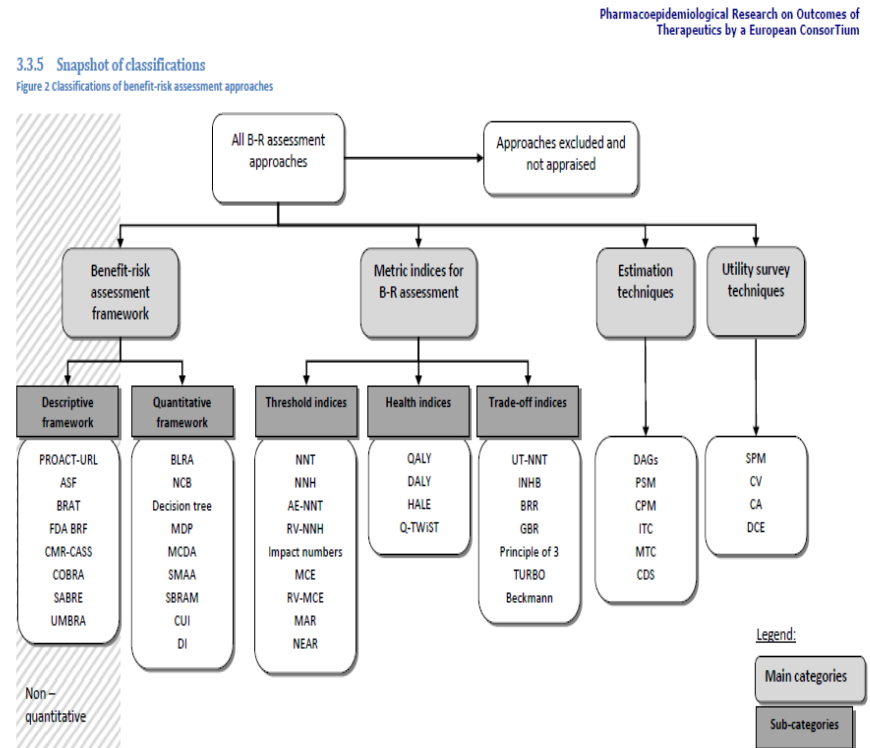 Pharmacoepidemiological Research on Outcomes of
Therapeutics by a European ConsorTium
3.3.5 Snapshot of classifications
Figure 2 Classifications of benefit-risk assessment approaches
All B-R assessment
approaches
Approaches excluded and
not appraised
Benefit-risk
assessment
framework
Metric indices for
B-R assessment
Estimation
techniques
Utility survey
techniques
Descriptive
framework
Quantitative
framework
Threshold indices
Health indices
Trade-off indices
PROACT-URL
ASF
BRAT
FDA BRF
CMR-CASS
COBRA
SABRE
UMBRA
BLRA
NCB
Decision tree
MDP
MCDA
SMAA
SBRAM
CUI
DI
NNT
NNH
AE-NNT
RV-NNH
Impact numbers
MCE
RV-MCE
MAR
NEAR
QALY
DALY
HALE
Q-TWiST
UT-NNT
INHB
BRR
GBR
Principle of 3
TURBO
Beckmann
DAGs
PSM
CPM
ITC
MTC
CDS
SPM
CV
CA
DCE
Non –
quantitative
Legend:
Main categories
Sub-categories